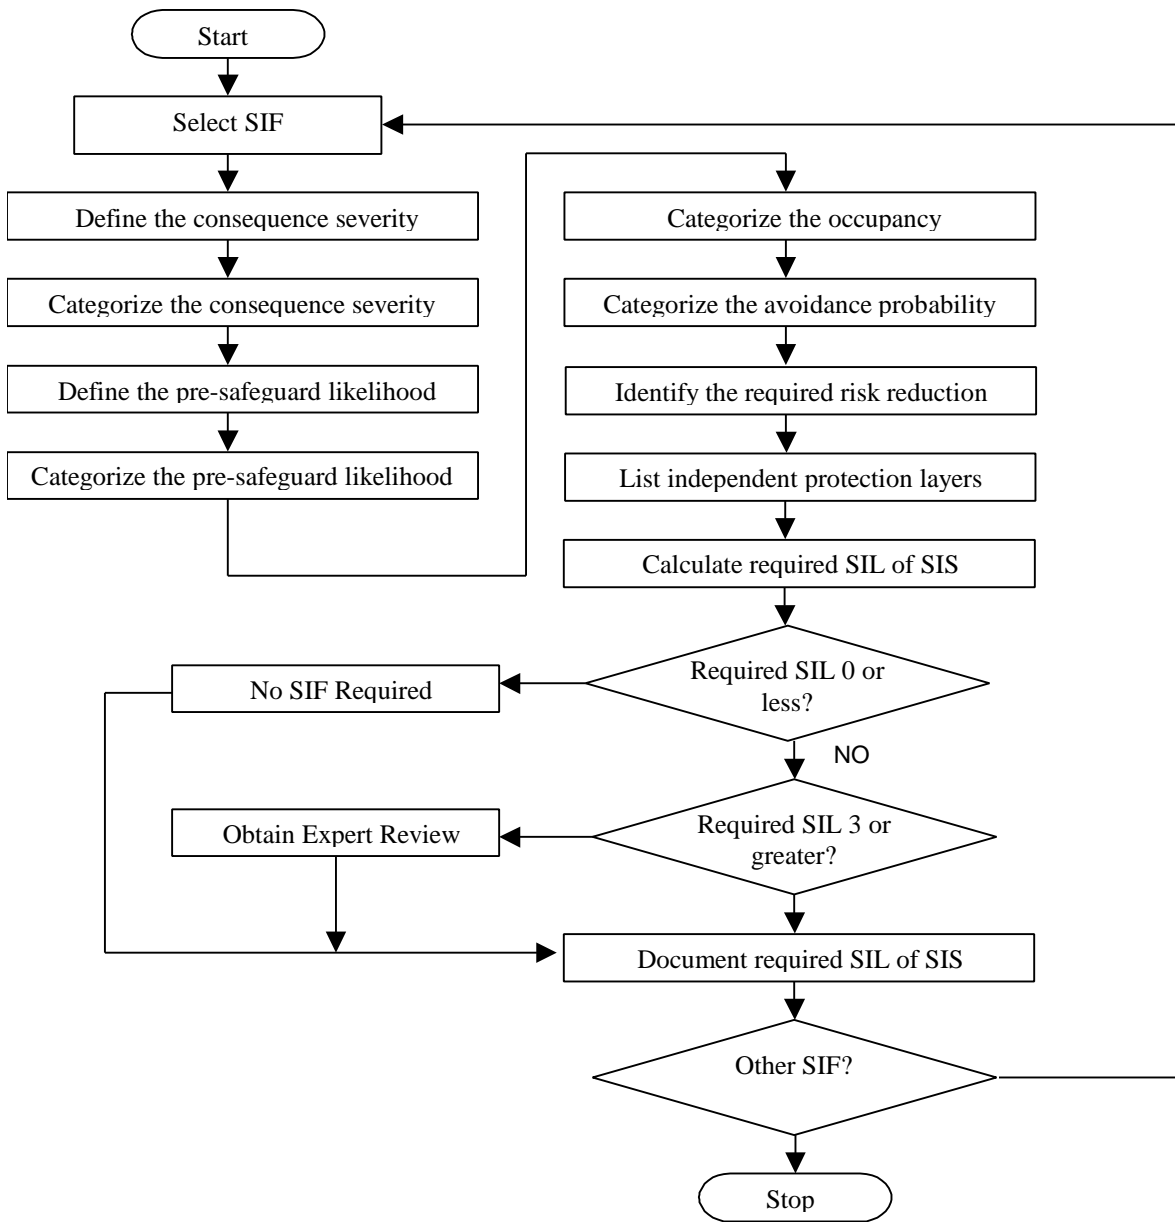 Start
Select SIF
Define the consequence severity
Categorize the consequence severity
Define the pre-safeguard likelihood
Categorize the pre-safeguard likelihood
Categorize the occupancy
Categorize the avoidance probability
Identify the required risk reduction
List independent protection layers
Calculate required SIL of SIS
Required SIL 0 or
less?
No SIF Required
NO
Required SIL 3 or
greater?
Obtain Expert Review
Document required SIL of SIS
Other SIF?
Stop